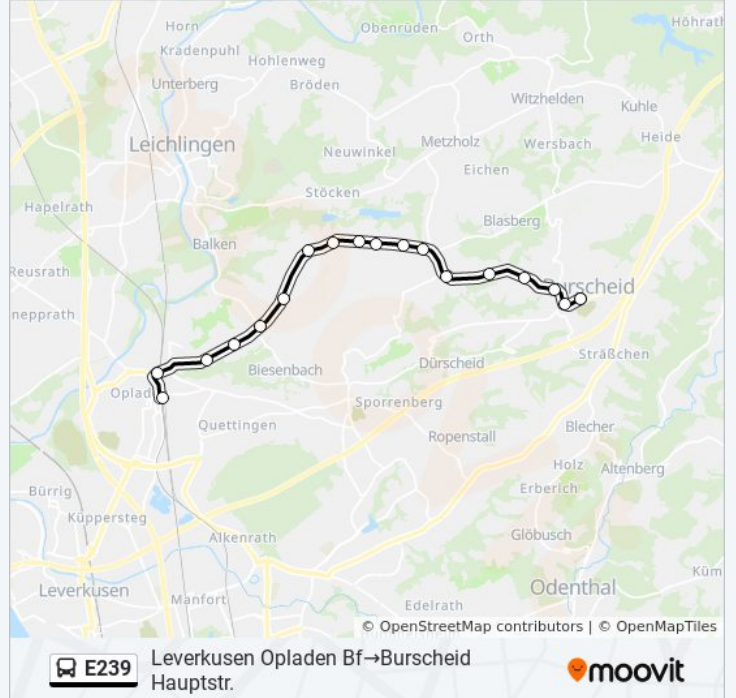 Horn
Obenrüden
Höhrath
Orth
Kradenpuhl
Hohlenweg
Unterberg
Bröden
Witzhelden
Kuhle
Leichlingen
Neuwinkel
Metzholz
Wersbach
Heide
Eichen
Stöcken
Hapelrath
Blasberg
Balken
Reusrath
Burscheid
nepprath
Sträßchen
Biesenbach
Dürscheid
Oplad
Sporrenberg
Quettingen
Ropenstall
Blecher
Holz
Altenberg
Bürrig
Erberich
Küppersteg
Alkenrath
Glöbusch
Küm
Leverkusen
Manfort
Odenthal
Edelrath
© OpenStreetMap contributors | © OpenMapTiles
E239
Leverkusen Opladen Bf→Burscheid
Hauptstr.
moovit